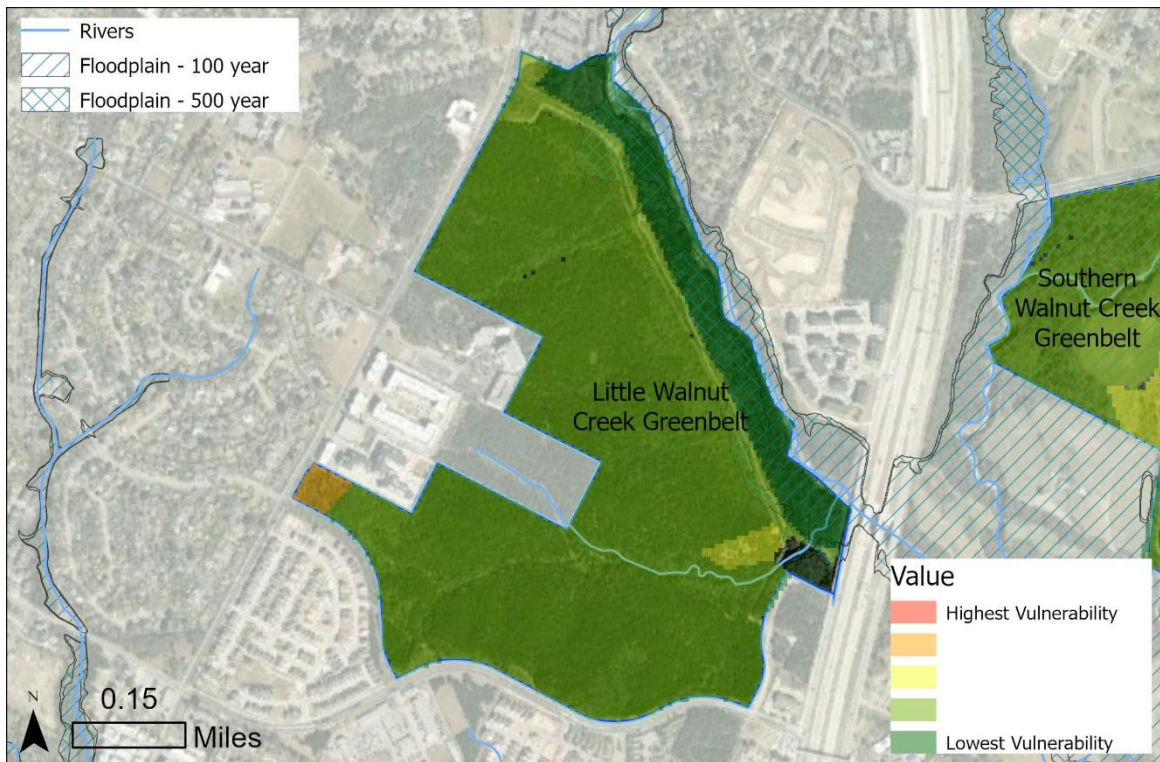 Rivers
Floodplain - 100 year
Floodplain - 500 year
Southern
Walnut Creek
Greenbelt
Little Walnut
Creek Greenbelt
Value
Highest Vulnerability
Lowest Vulnerability
N
0.15
Miles